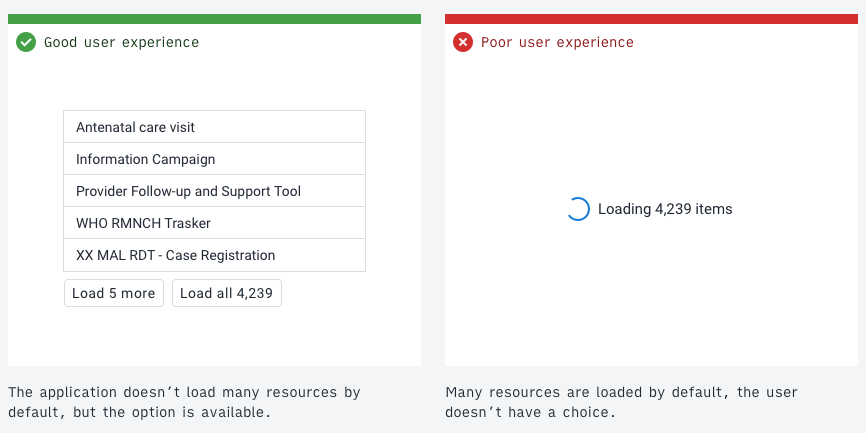 Good user experience
Antenatal care visit
Information Campaign
Provider Follow-up and Support Tool
WHO RMNCH Trasker
XX MAL RDT - Case Registration
Load 5 more
Load all 4,239
The application doesn't load many resources by
default, but the option is available.
Poor user experience
Loading 4,239 items
Many resources are loaded by default, the user
doesn't have a choice.